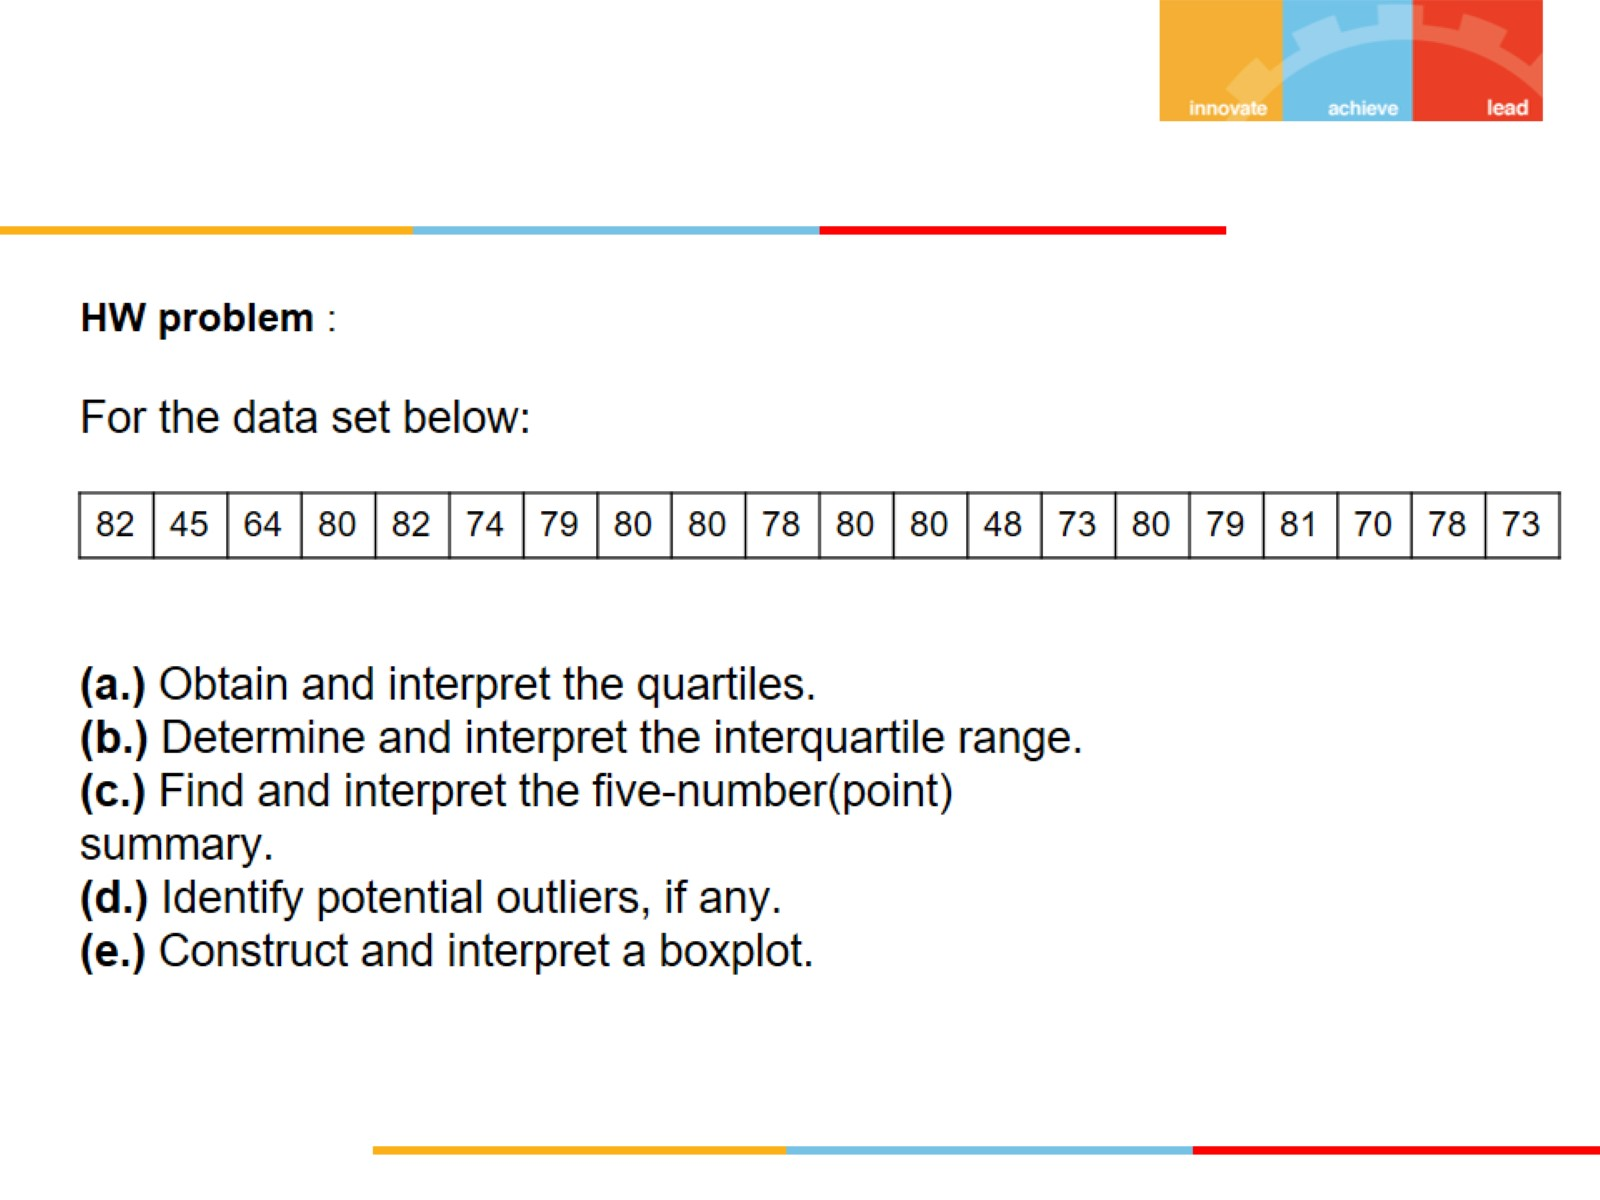 innovate achieve lead
HW problem :
For the data set below:
82 45 64 80 82 74 79 80 80 78 80 80 48 73 80 79 81 70 78 73
(a.) Obtain and interpret the quartiles.
(b.) Determine and interpret the interquartile range.
(c.) Find and interpret the five-number(point)
summary.
(d.) Identify potential outliers, if any.
(e.) Construct and interpret a boxplot.